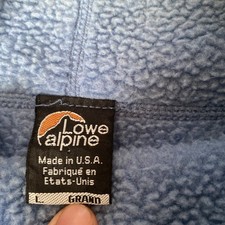 Lowe
alpine
Made in U.S.A.
Fabriqué en
Etats-Unis
L. GRAND